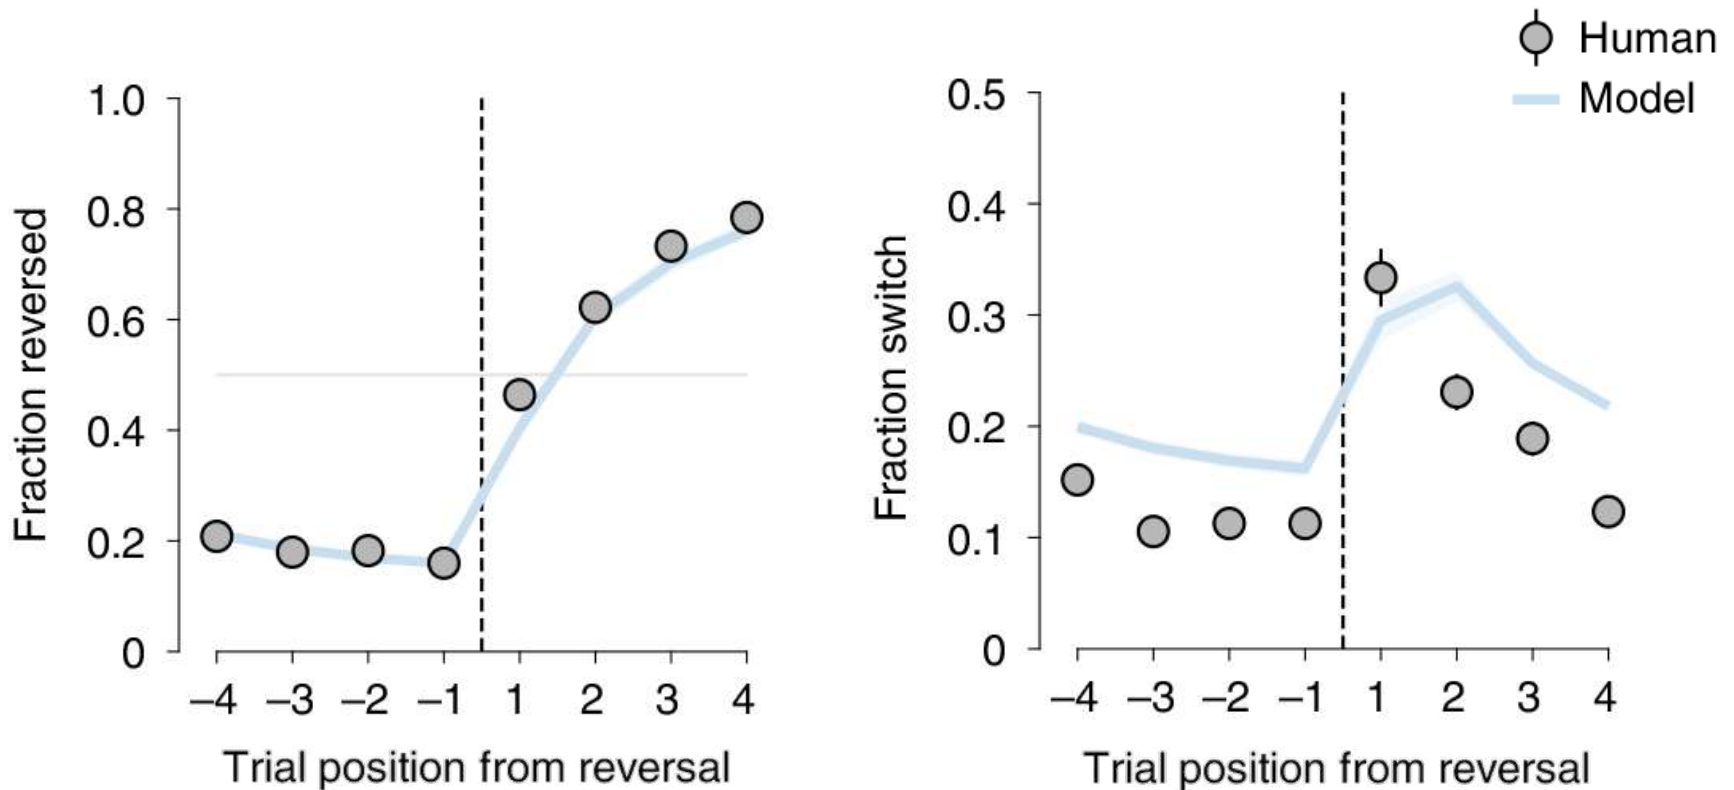 Human
Model
Fraction reversed
1.0
0.8
0.6
0.4
0.2
0
–4 –3 –2 –1 1 2 3 4
Trial position from reversal
Fraction switch
0.5
0.4
0.3
0.2
0.1
0
–4 –3 –2 –1 1 2 3 4
Trial position from reversal